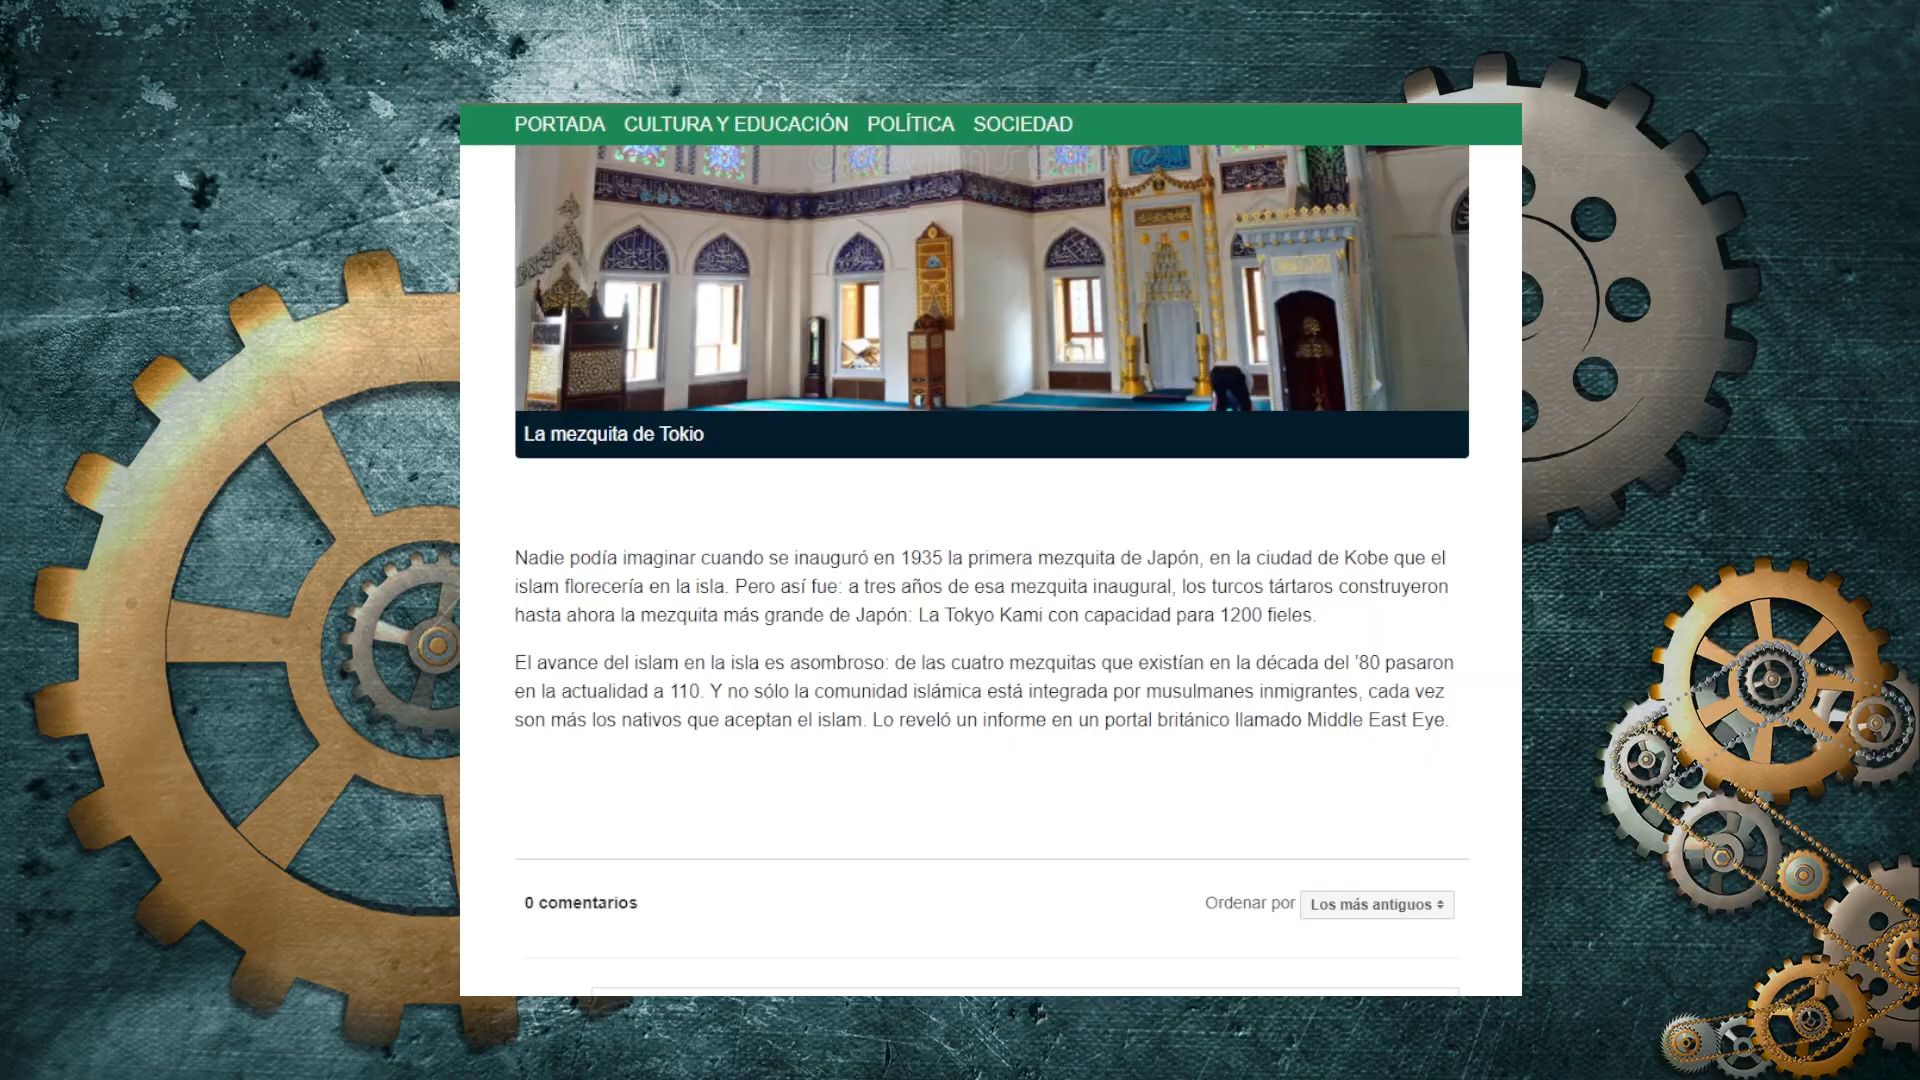 PORTADA CULTURA Y EDUCACIÓN POLÍTICA SOCIEDAD
La mezquita de Tokio
Nadie podía imaginar cuando se inauguró en 1935 la primera mezquita de Japón, en la ciudad de Kobe que el
islam florecería en la isla. Pero así fue: a tres años de esa mezquita inaugural, los turcos tártaros construyeron
hasta ahora la mezquita más grande de Japón: La Tokyo Kami con capacidad para 1200 fieles.
El avance del islam en la isla es asombroso: de las cuatro mezquitas que existían en la década del ’80 pasaron
en la actualidad a 110. Y no sólo la comunidad islámica está integrada por musulmanes inmigrantes, cada vez
son más los nativos que aceptan el islam. Lo reveló un informe en un portal británico llamado Middle East Eye.
0 comentarios
Ordenar por Los más antiguos